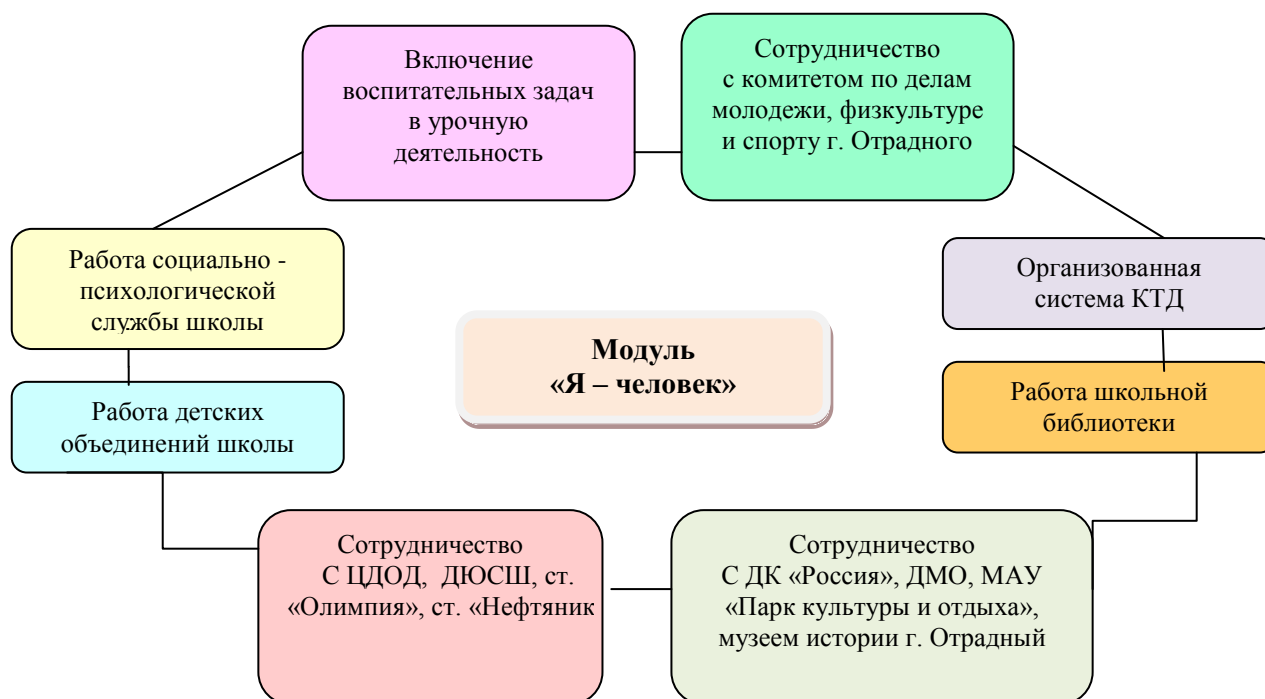 Включение
воспитательных задач
в урочную
деятельность
Сотрудничество
с комитетом по делам
молодежи, физкультуре
и спорту г. Отрадного
Работа социально -
психологической
службы школы
Организованная
система КТД
Модуль
«Я – человек»
Работа детских
объединений школы
Работа школьной
библиотеки
Сотрудничество
С ЦДОД, ДЮСШ, ст.
«Олимпия», ст. «Нефтяник
Сотрудничество
С ДК «Россия», ДМО, МАУ
«Парк культуры и отдыха»,
музеем истории г. Отрадный